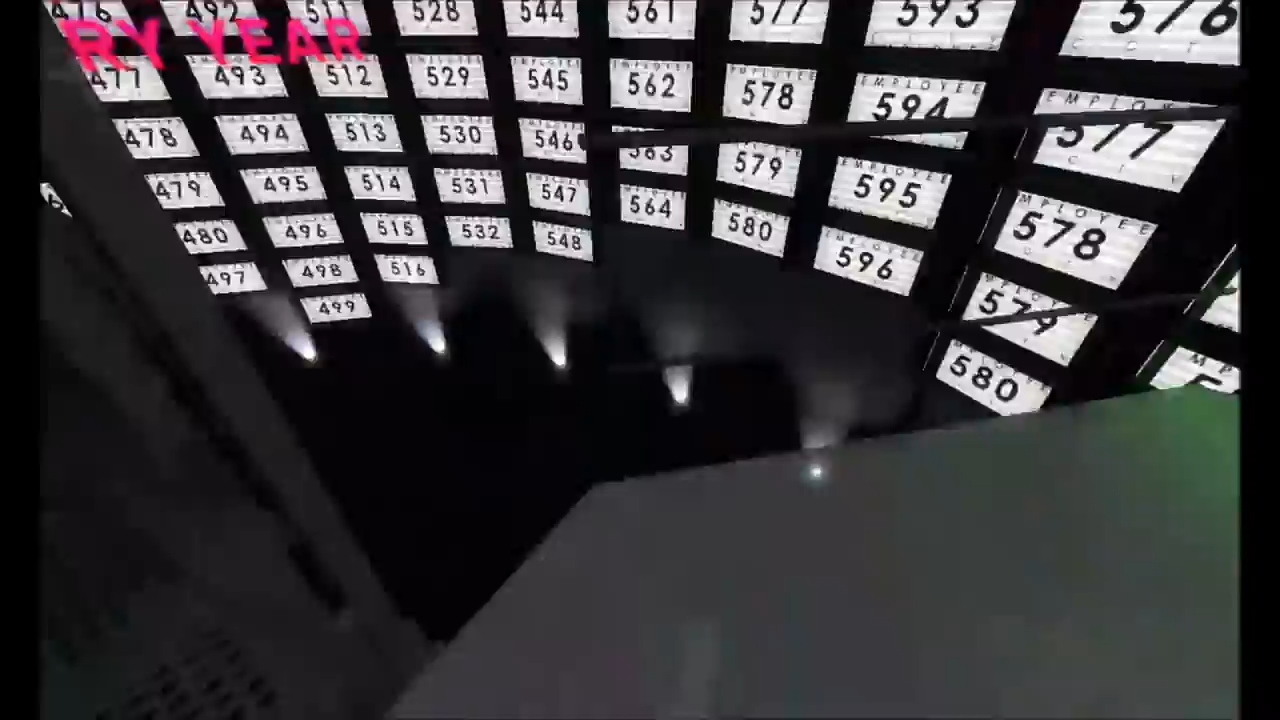 476 492 511 528 544 561 577 593 576
RY YEAR
477 493 512 529 545 562 578 594 577
EMPLOYEE EMPLOYEE
478 494 513 530 546 563 579 595 578
EMPLOYEE
479 495 514 531 547 564 580 596 579
480 496 515 532 548 580
497 498 516
499